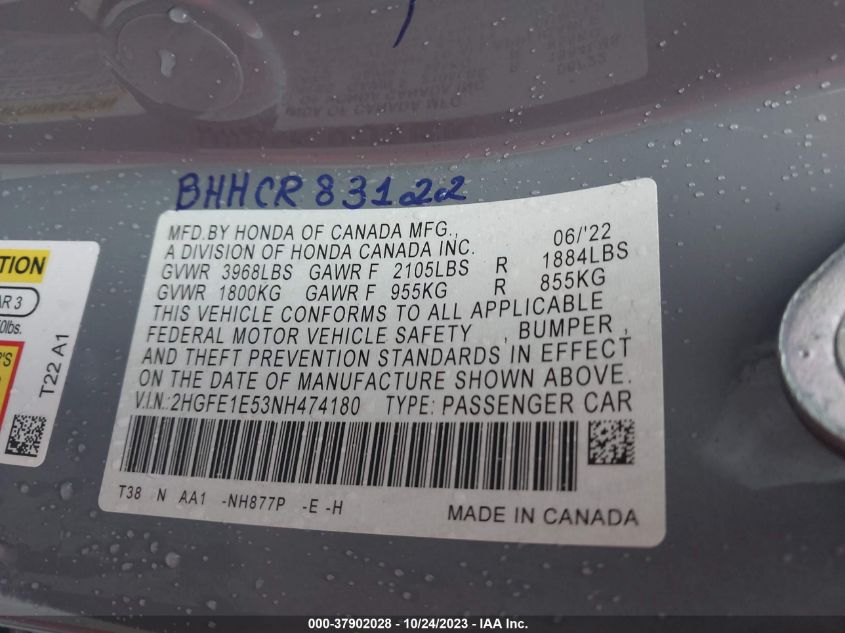 BHHCR 83122
MFD.BY HONDA OF CANADA MFG., 06/'22
A DIVISION OF HONDA CANADA INC.
GVWR 3968LBS GAWR F 2105LBS R 1884LBS
GVWR 1800KG GAWR F 955KG R 855KG
THIS VEHICLE CONFORMS TO ALL APPLICABLE
FEDERAL MOTOR VEHICLE SAFETY , BUMPER ,
AND THEFT PREVENTION STANDARDS IN EFFECT
ON THE DATE OF MANUFACTURE SHOWN ABOVE.
V.I.N.:2HGFE1E53NH474180 TYPE: PASSENGER CAR
T38 N AA1 -NH877P -E -H
MADE IN CANADA
T22 A1
000-37902028 - 10/24/2023 - IAA Inc.